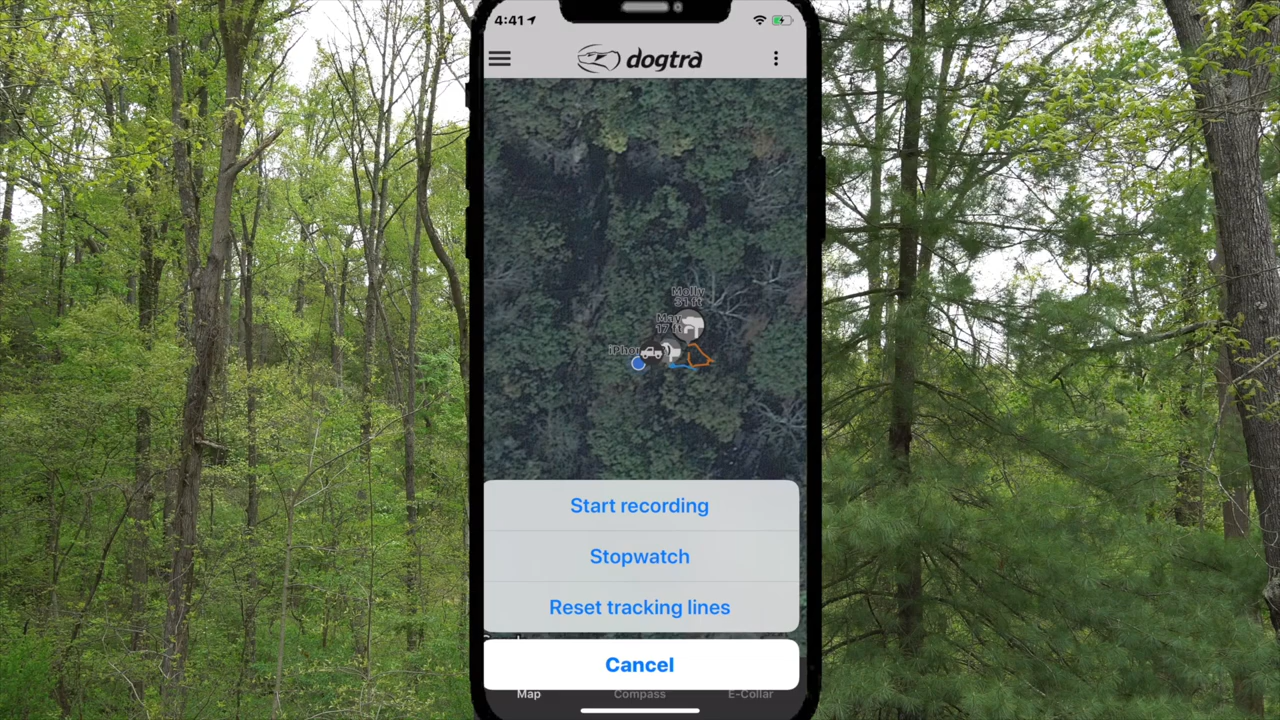 4:41
dogtra
Molly
31 ft
May
17 ft
Start recording
Stopwatch
Reset tracking lines
Cancel
Map
Compass
E-Collar